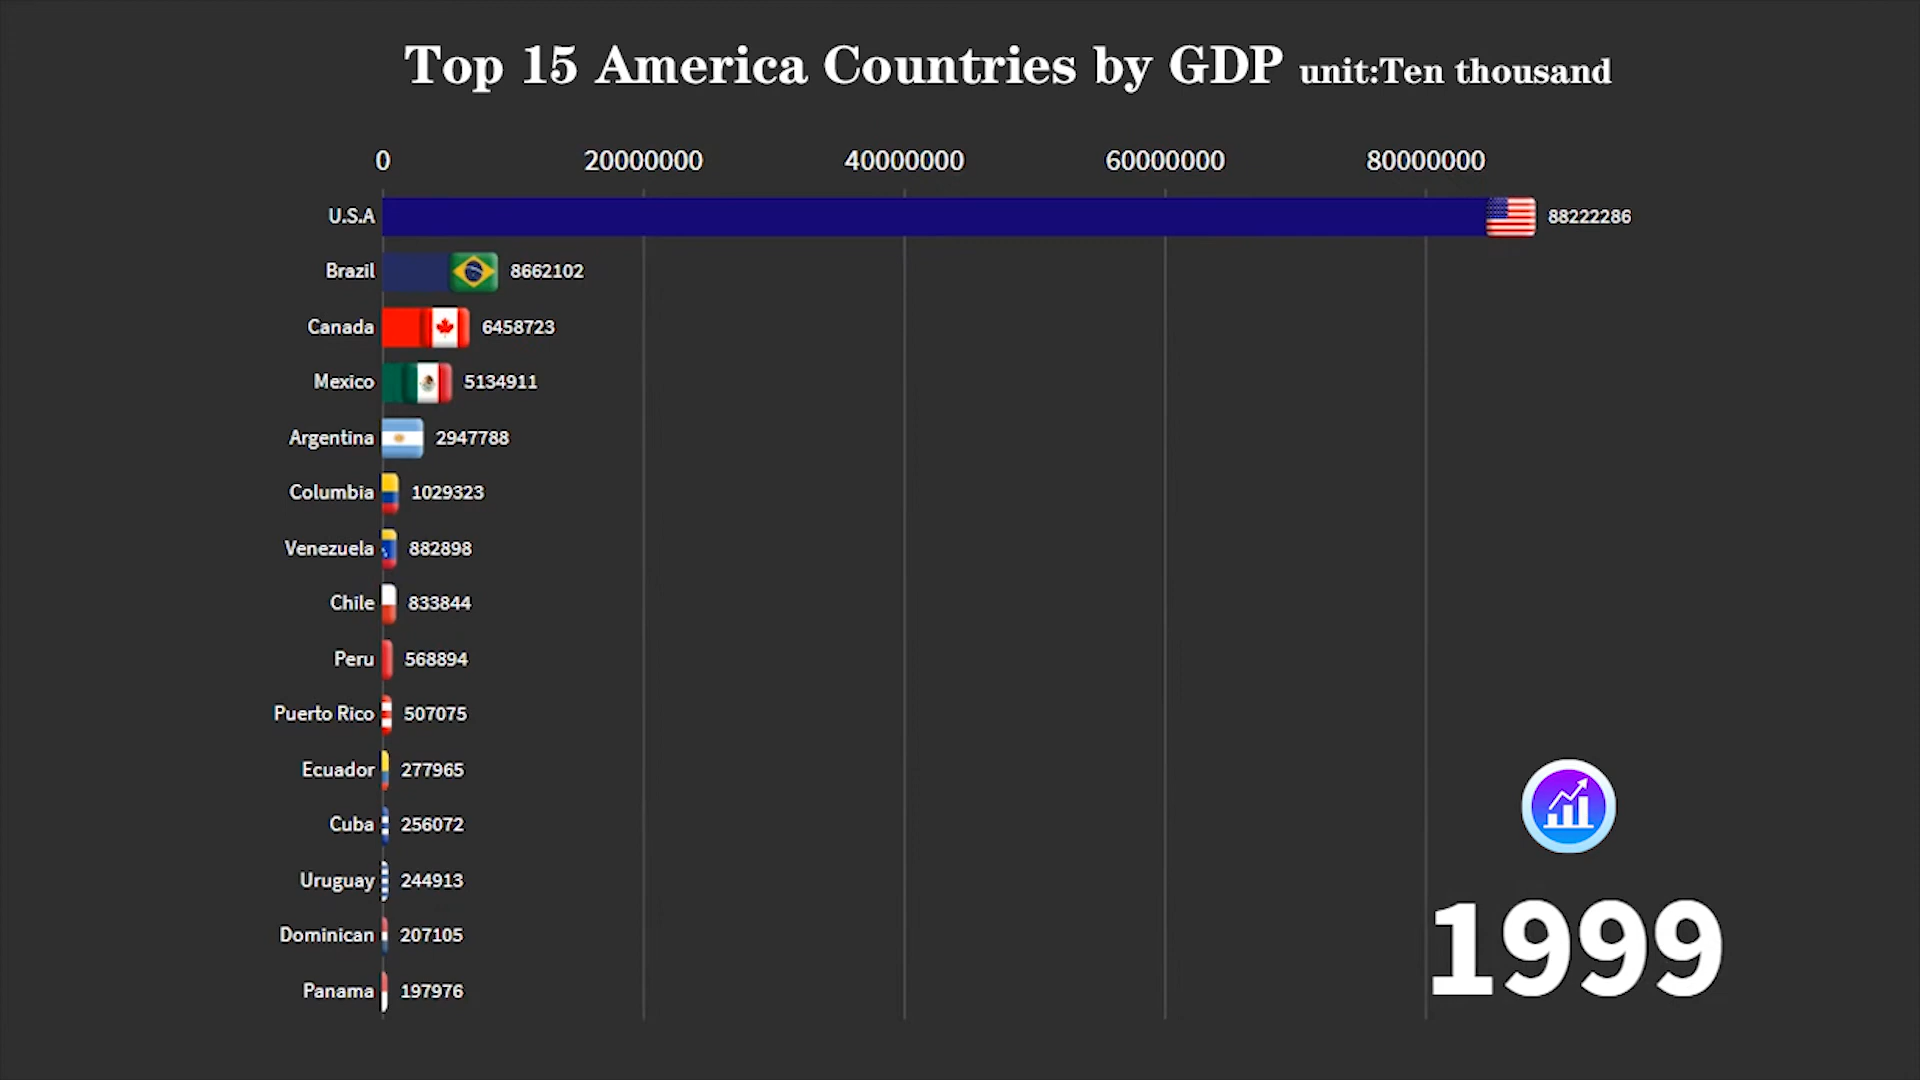 Top 15 America Countries by GDP unit:Ten thousand
0 20000000 40000000 60000000 80000000
U.S.A 88222286
Brazil 8662102
Canada 6458723
Mexico 5134911
Argentina 2947788
Columbia 1029323
Venezuela 882898
Chile 833844
Peru 568894
Puerto Rico 507075
Ecuador 277965
Cuba 256072
Uruguay 244913
Dominican 207105
Panama 197976
1999